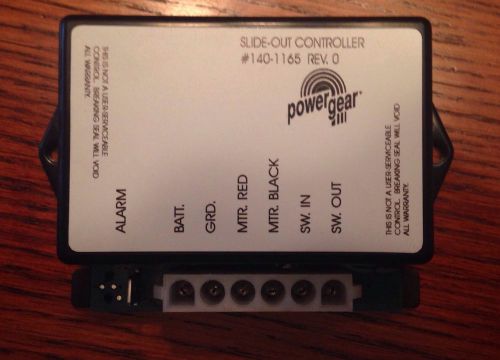 SLIDE-OUT CONTROLLER
#140-1165 REV. 0
powergear
THIS IS NOT A USER-SERVICEABLE
CONTROL. BREAKING SEAL WILL VOID
ALL WARRANTY.
ALARM
BATT.
GRD.
MTR. RED
MTR. BLACK
SW. IN
SW. OUT
THIS IS NOT A USER-SERVICEABLE
CONTROL. BREAKING SEAL WILL VOID
ALL WARRANTY.